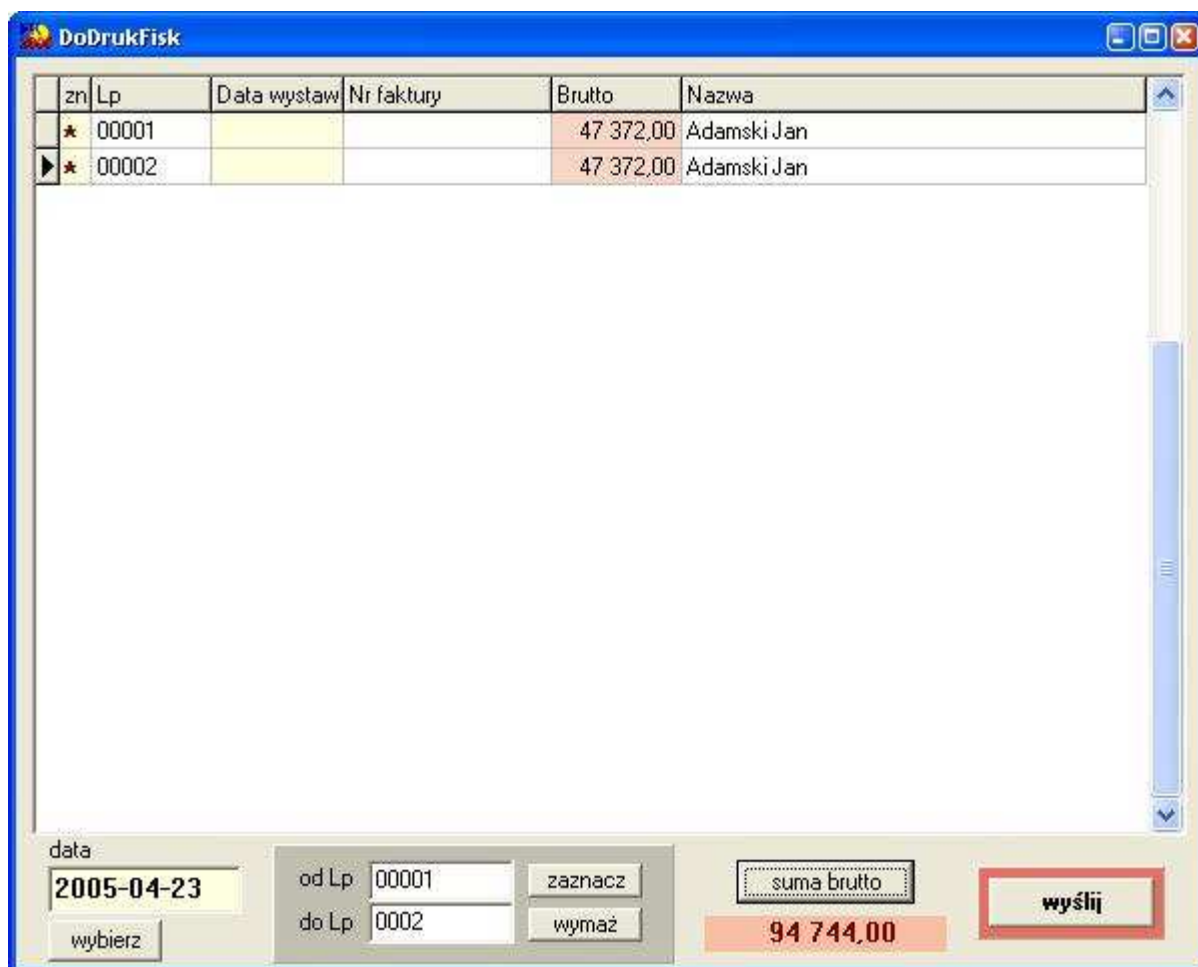 DoDrukFisk
zn Lp Data wystaw Nr faktury Brutto Nazwa
* 00001 47 372,00 Adamski Jan
* 00002 47 372,00 Adamski Jan
data
2005-04-23
wybierz
od Lp 00001 zaznacz
do Lp 0002 wymaż
suma brutto
94 744,00
wyślij